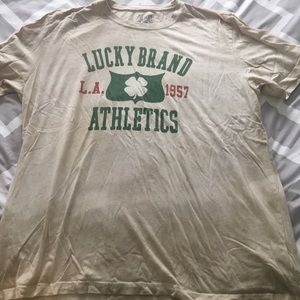 LUCKY BRAND
L.A. 1957
ATHLETICS